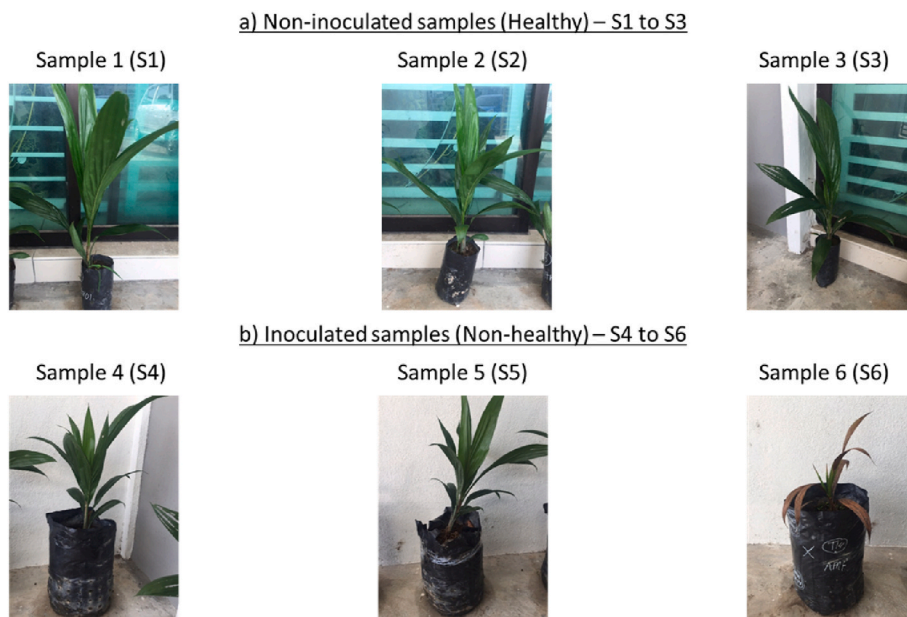 a) Non-inoculated samples (Healthy) – S1 to S3
Sample 1 (S1)
Sample 2 (S2)
Sample 3 (S3)
b) Inoculated samples (Non-healthy) – S4 to S6
Sample 4 (S4)
Sample 5 (S5)
Sample 6 (S6)